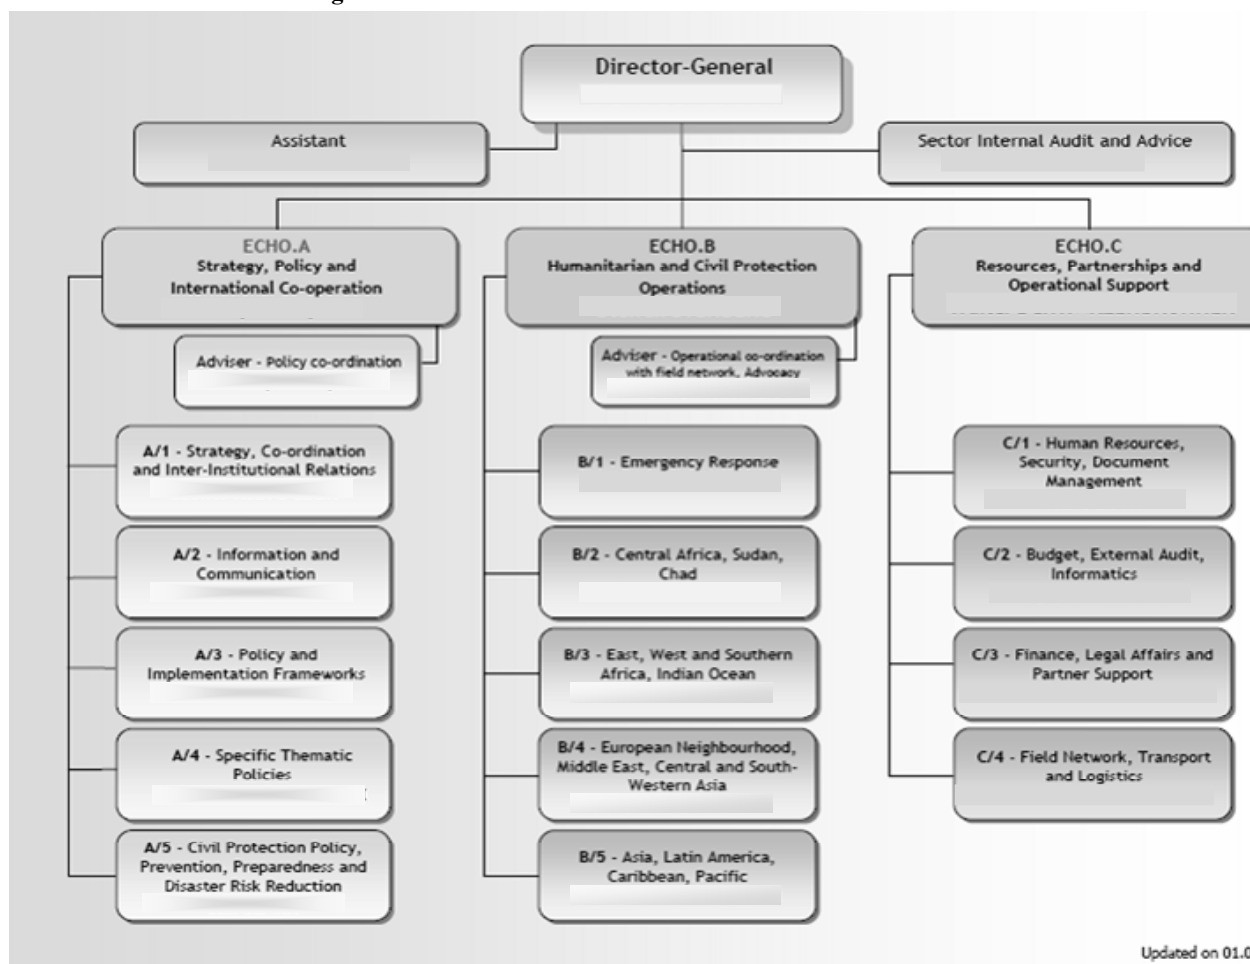 Director-General
Assistant
Sector Internal Audit and Advice
ECHO.A
Strategy, Policy and
International Co-operation
ECHO.B
Humanitarian and Civil Protection
Operations
ECHO.C
Resources, Partnerships and
Operational Support
Adviser - Policy co-ordination
Adviser - Operational co-ordination
with field network, Advocacy
A/1 - Strategy, Co-ordination
and Inter-Institutional Relations
A/2 - Information and
Communication
A/3 - Policy and
Implementation Frameworks
A/4 - Specific Thematic
Policies
A/5 - Civil Protection Policy,
Prevention, Preparedness and
Disaster Risk Reduction
B/1 - Emergency Response
B/2 - Central Africa, Sudan,
Chad
B/3 - East, West and Southern
Africa, Indian Ocean
B/4 - European Neighbourhood,
Middle East, Central and South-
Western Asia
B/5 - Asia, Latin America,
Caribbean, Pacific
C/1 - Human Resources,
Security, Document
Management
C/2 - Budget, External Audit,
Informatics
C/3 - Finance, Legal Affairs and
Partner Support
C/4 - Field Network, Transport
and Logistics
Updated on 01.0